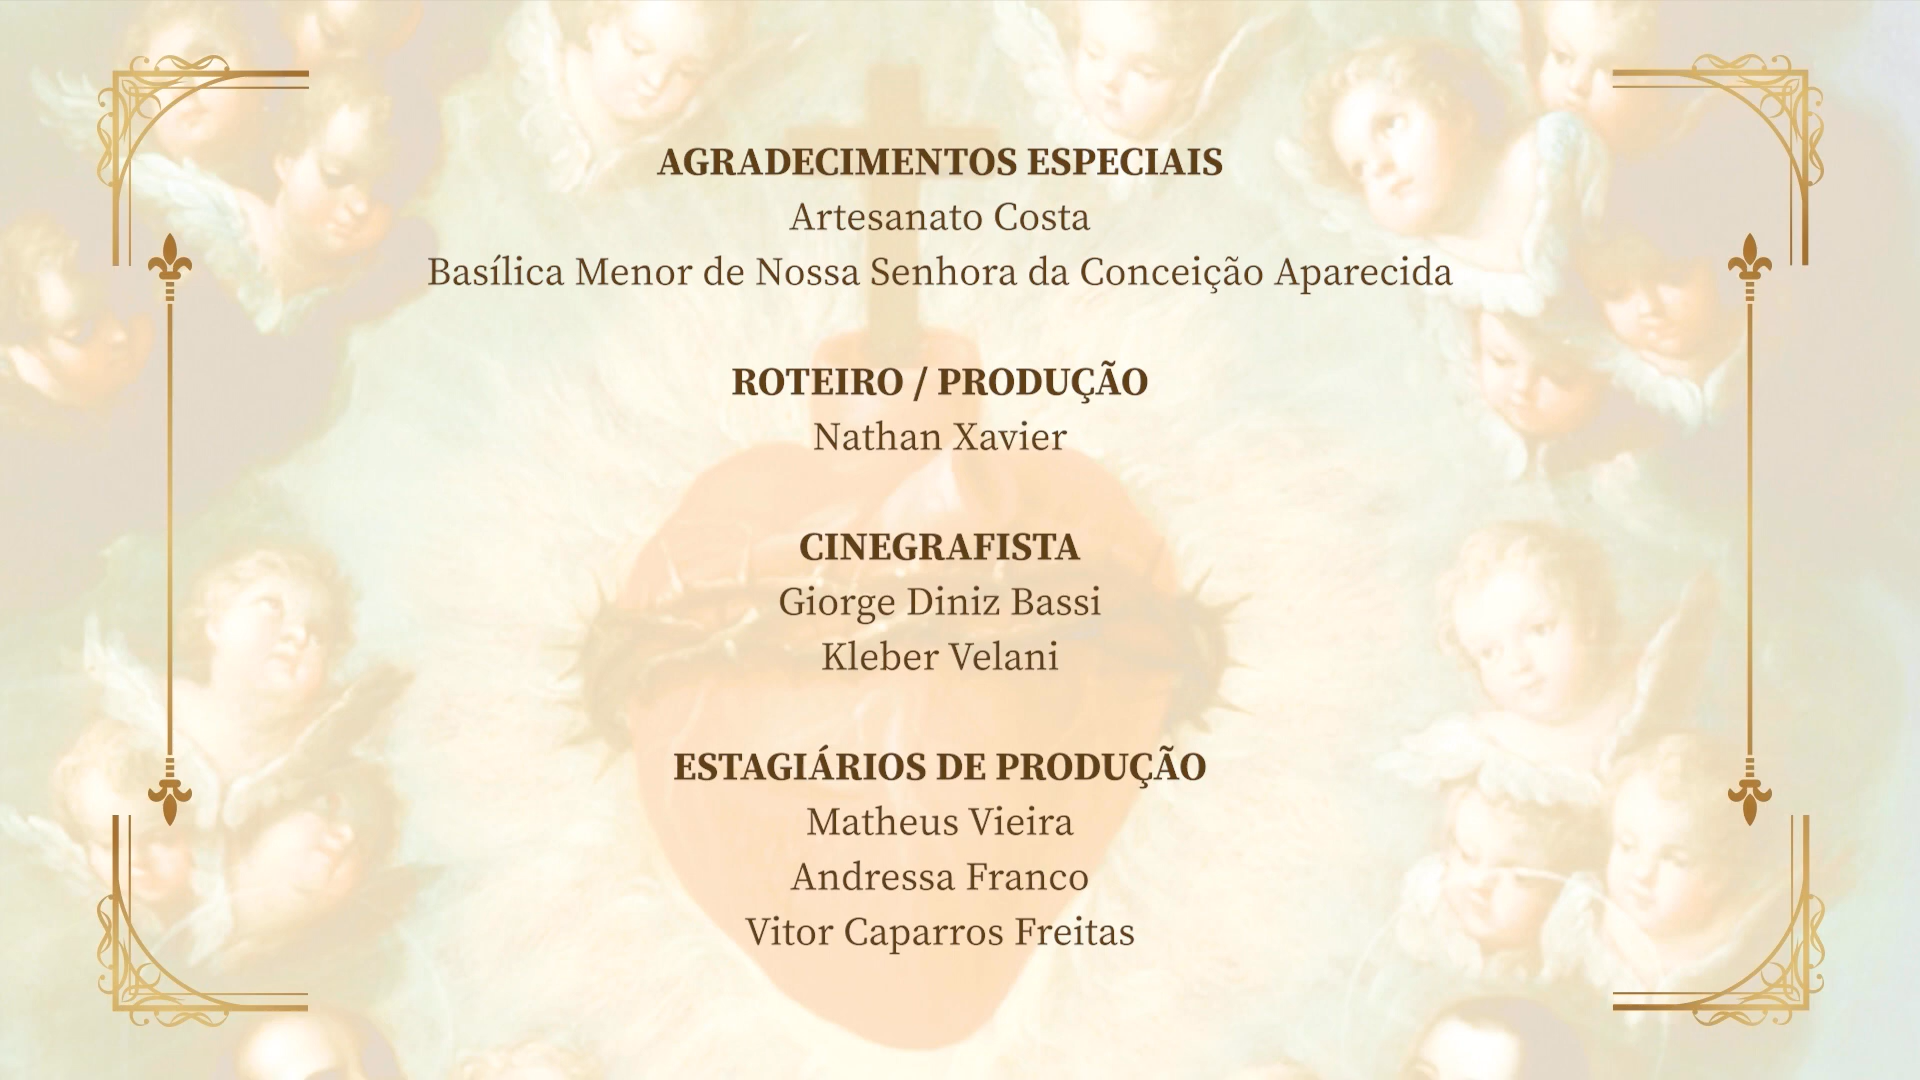 AGRADECIMENTOS ESPECIAIS
Artesanato Costa
Basílica Menor de Nossa Senhora da Conceição Aparecida
ROTEIRO / PRODUÇÃO
Nathan Xavier
CINEGRAFISTA
Giorge Diniz Bassi
Kleber Velani
ESTAGIÁRIOS DE PRODUÇÃO
Matheus Vieira
Andressa Franco
Vitor Caparros Freitas